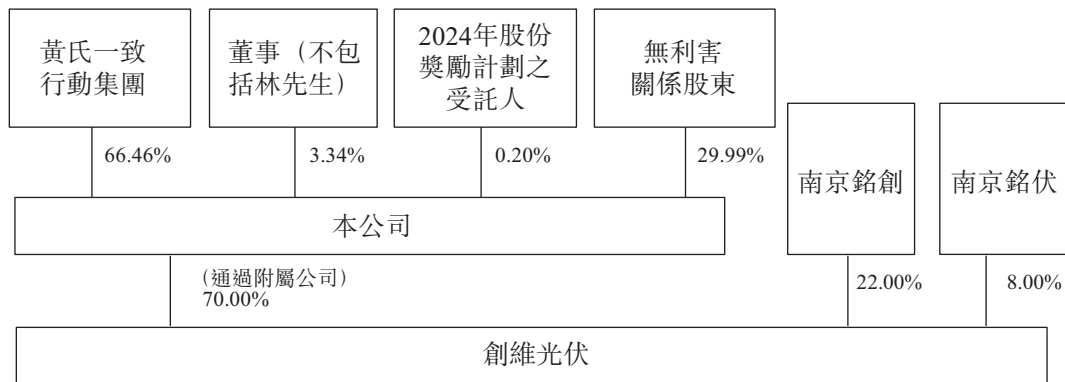 黃氏一致
行動集團
董事（不包
括林先生）
2024年股份
獎勵計劃之
受託人
無利害
關係股東
66.46%
3.34%
0.20%
29.99%
南京銘創
南京銘伏
本公司
(通過附屬公司)
70.00%
22.00%
8.00%
創維光伏